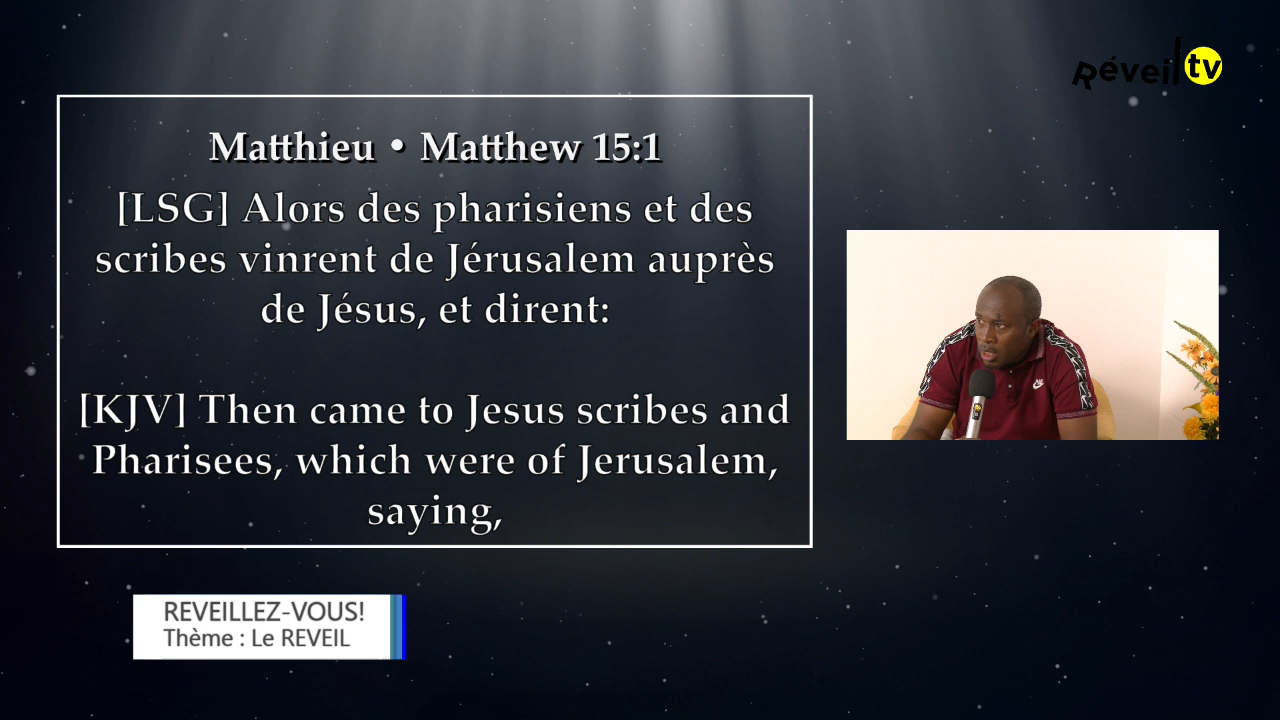 Réveil tv
Matthieu • Matthew 15:1
[LSG] Alors des pharisiens et des
scribes vinrent de Jérusalem auprès
de Jésus, et dirent:
[KJV] Then came to Jesus scribes and
Pharisees, which were of Jerusalem,
saying,
REVEILLEZ-VOUS!
Thème : Le REVEIL